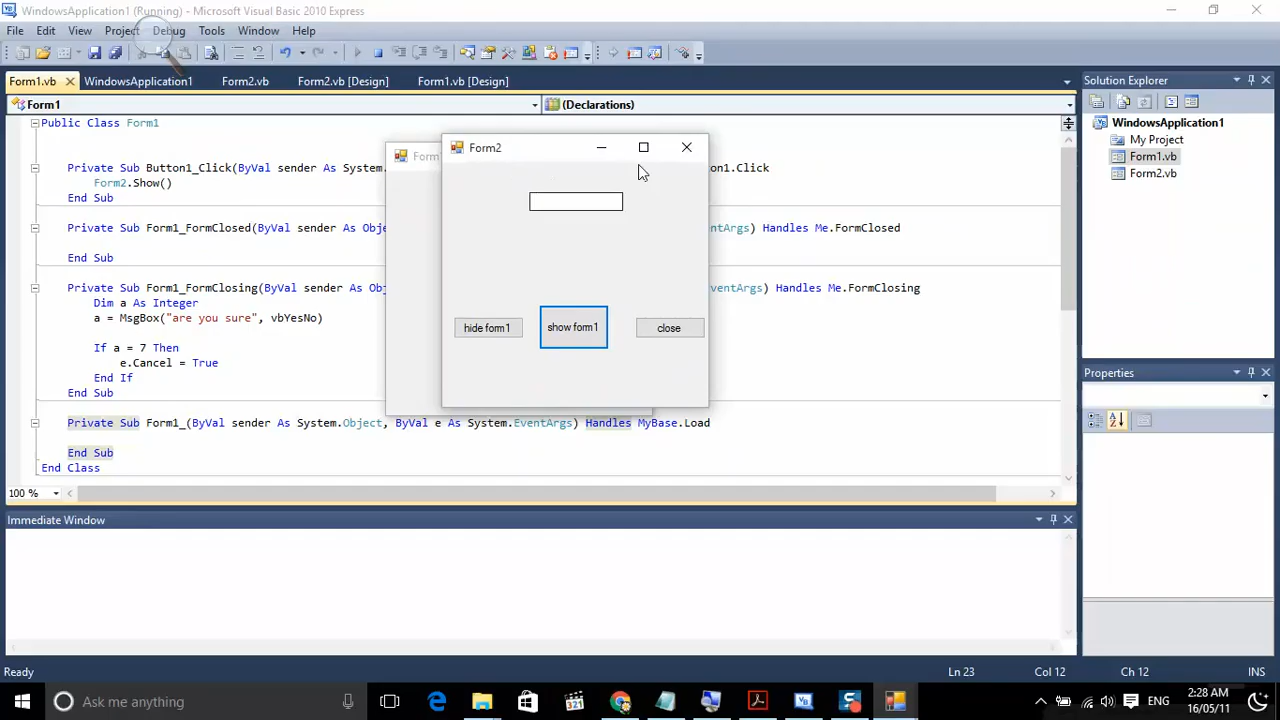 WindowsApplication1 (Running) - Microsoft Visual Basic 2010 Express
File Edit View Project Debug Tools Window Help
Form1.vb WindowsApplication1 Form2.vb Form2.vb [Design] Form1.vb [Design]
Form1 (Declarations)
Public Class Form1
Private Sub Button1_Click(ByVal sender As System. on1.Click
Form2.Show()
End Sub
Private Sub Form1_FormClosed(ByVal sender As Obje EventArgs) Handles Me.FormClosed
End Sub
Private Sub Form1_FormClosing(ByVal sender As Obj EventArgs) Handles Me.FormClosing
Dim a As Integer
a = MsgBox("are you sure", vbYesNo)
If a = 7 Then
e.Cancel = True
End If
End Sub
Private Sub Form1_(ByVal sender As System.Object, ByVal e As System.EventArgs) Handles MyBase.Load
End Sub
End Class
100 %
Form
Form2
hide form1 show form1 close
Solution Explorer
WindowsApplication1
My Project
Form1.vb
Form2.vb
Properties
Immediate Window
Ready Ln 23 Col 12 Ch 12 INS
Ask me anything
321
ENG
2:28 AM
16/05/11